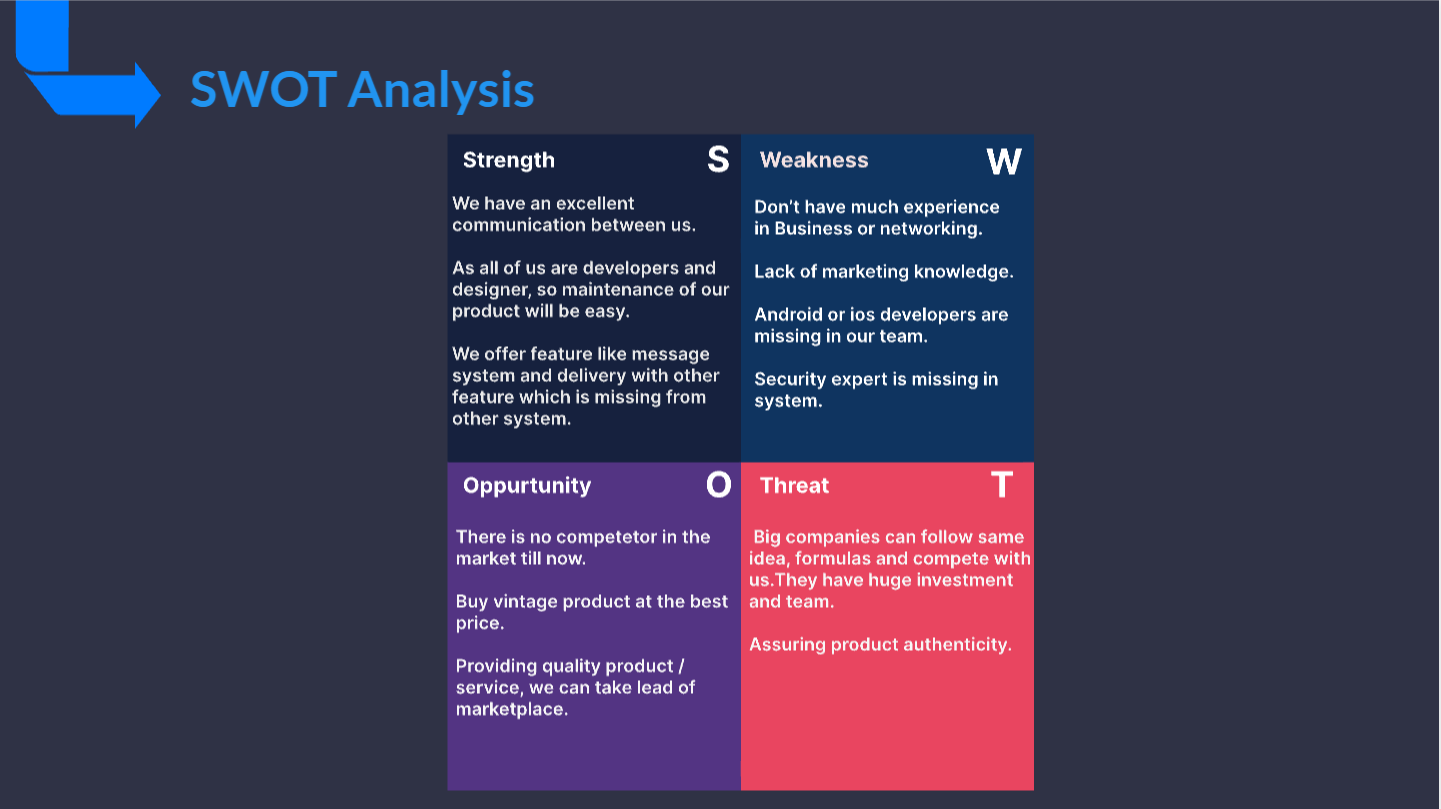 SWOT Analysis
Strength S
We have an excellent
communication between us.
As all of us are developers and
designer, so maintenance of our
product will be easy.
We offer feature like message
system and delivery with other
feature which is missing from
other system.
Weakness W
Don't have much experience
in Business or networking.
Lack of marketing knowledge.
Android or ios developers are
missing in our team.
Security expert is missing in
system.
Oppurtunity O
There is no competetor in the
market till now.
Buy vintage product at the best
price.
Providing quality product /
service, we can take lead of
marketplace.
Threat T
Big companies can follow same
idea, formulas and compete with
us.They have huge investment
and team.
Assuring product authenticity.